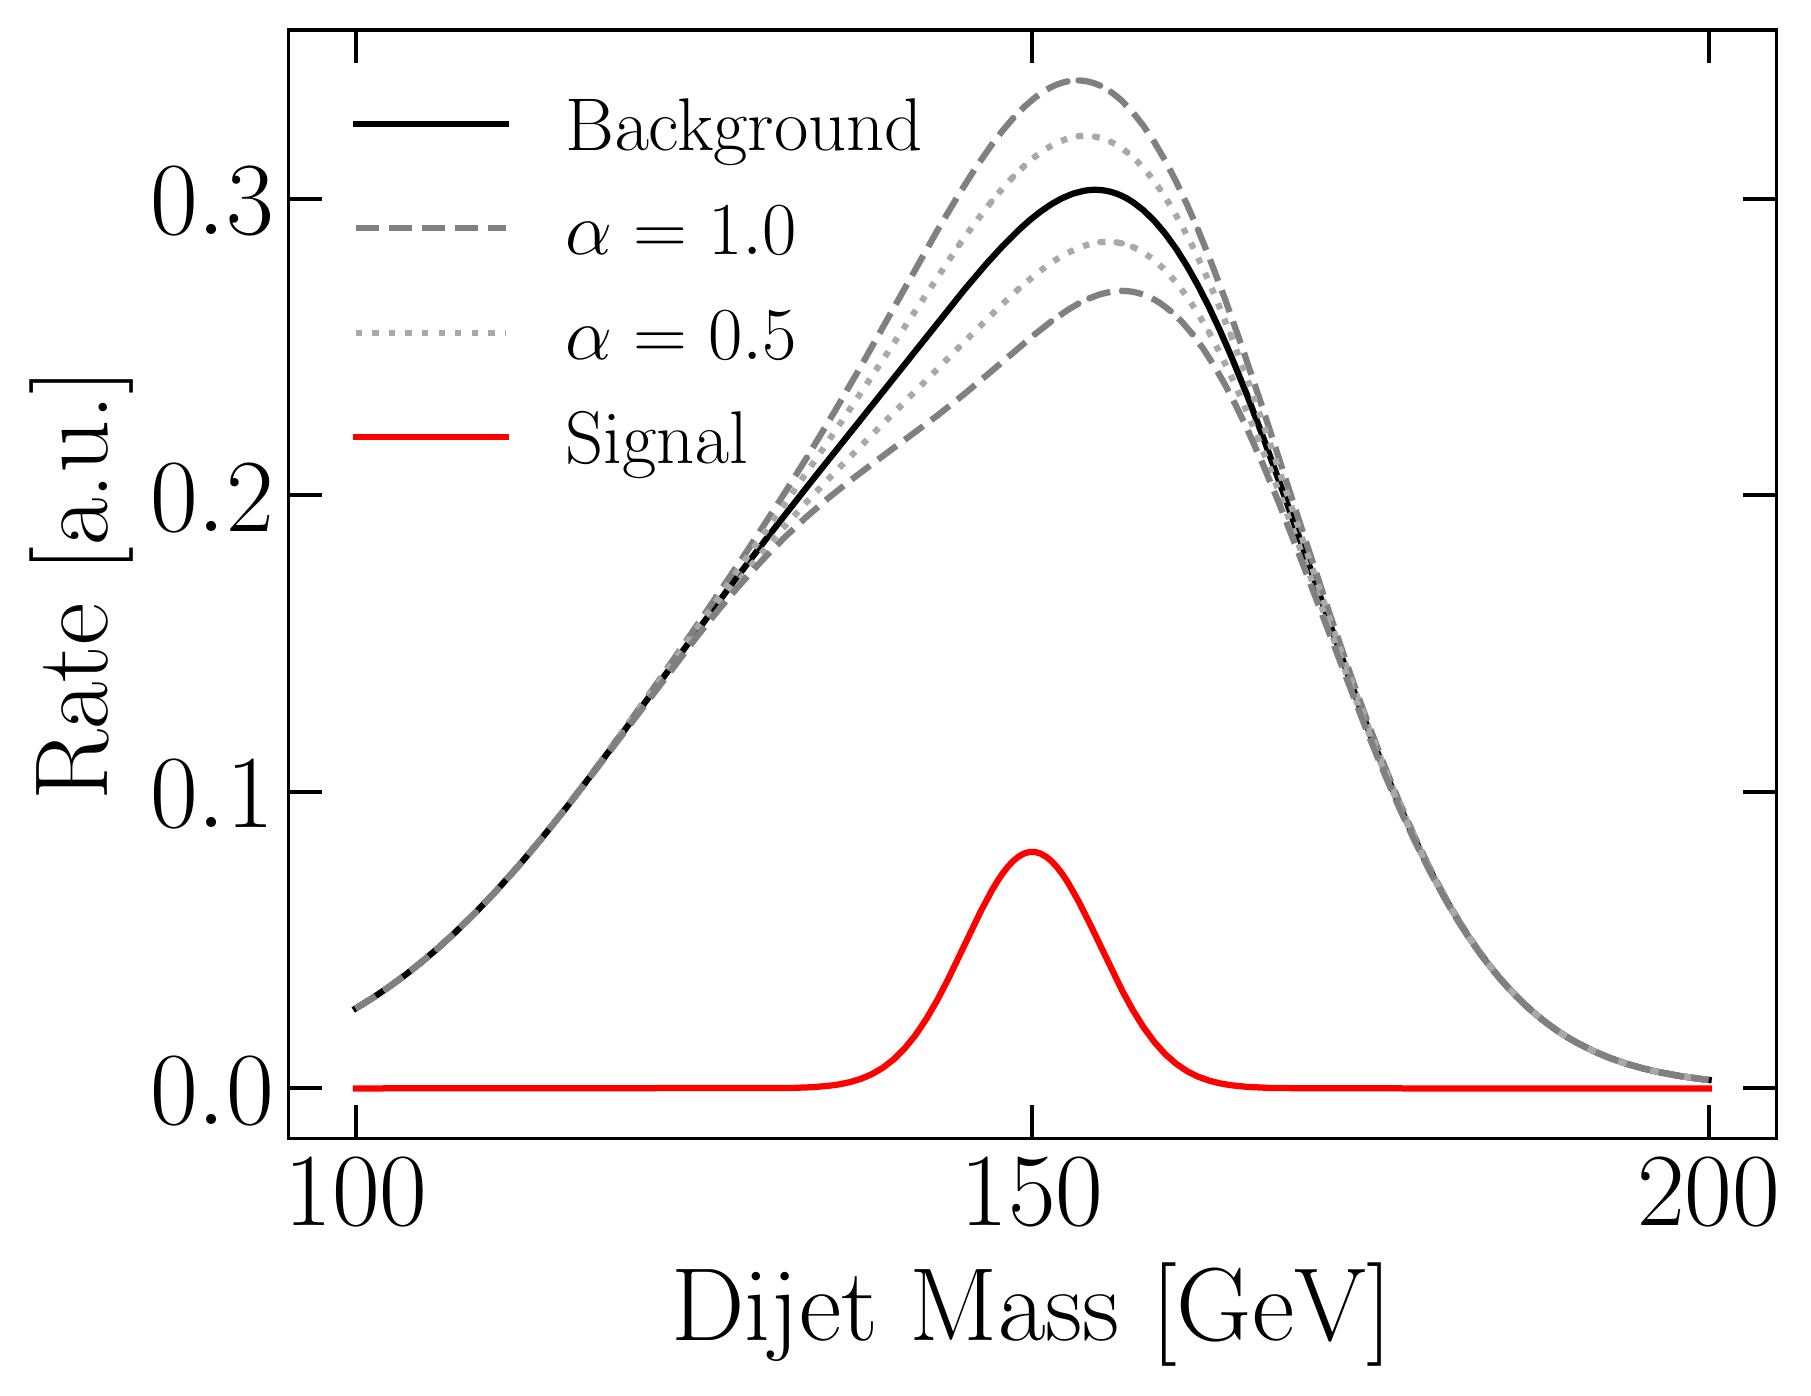 Background
α = 1.0
α = 0.5
Signal
Rate [a.u.]
0.3
0.2
0.1
0.0
100 150 200
Dijet Mass [GeV]